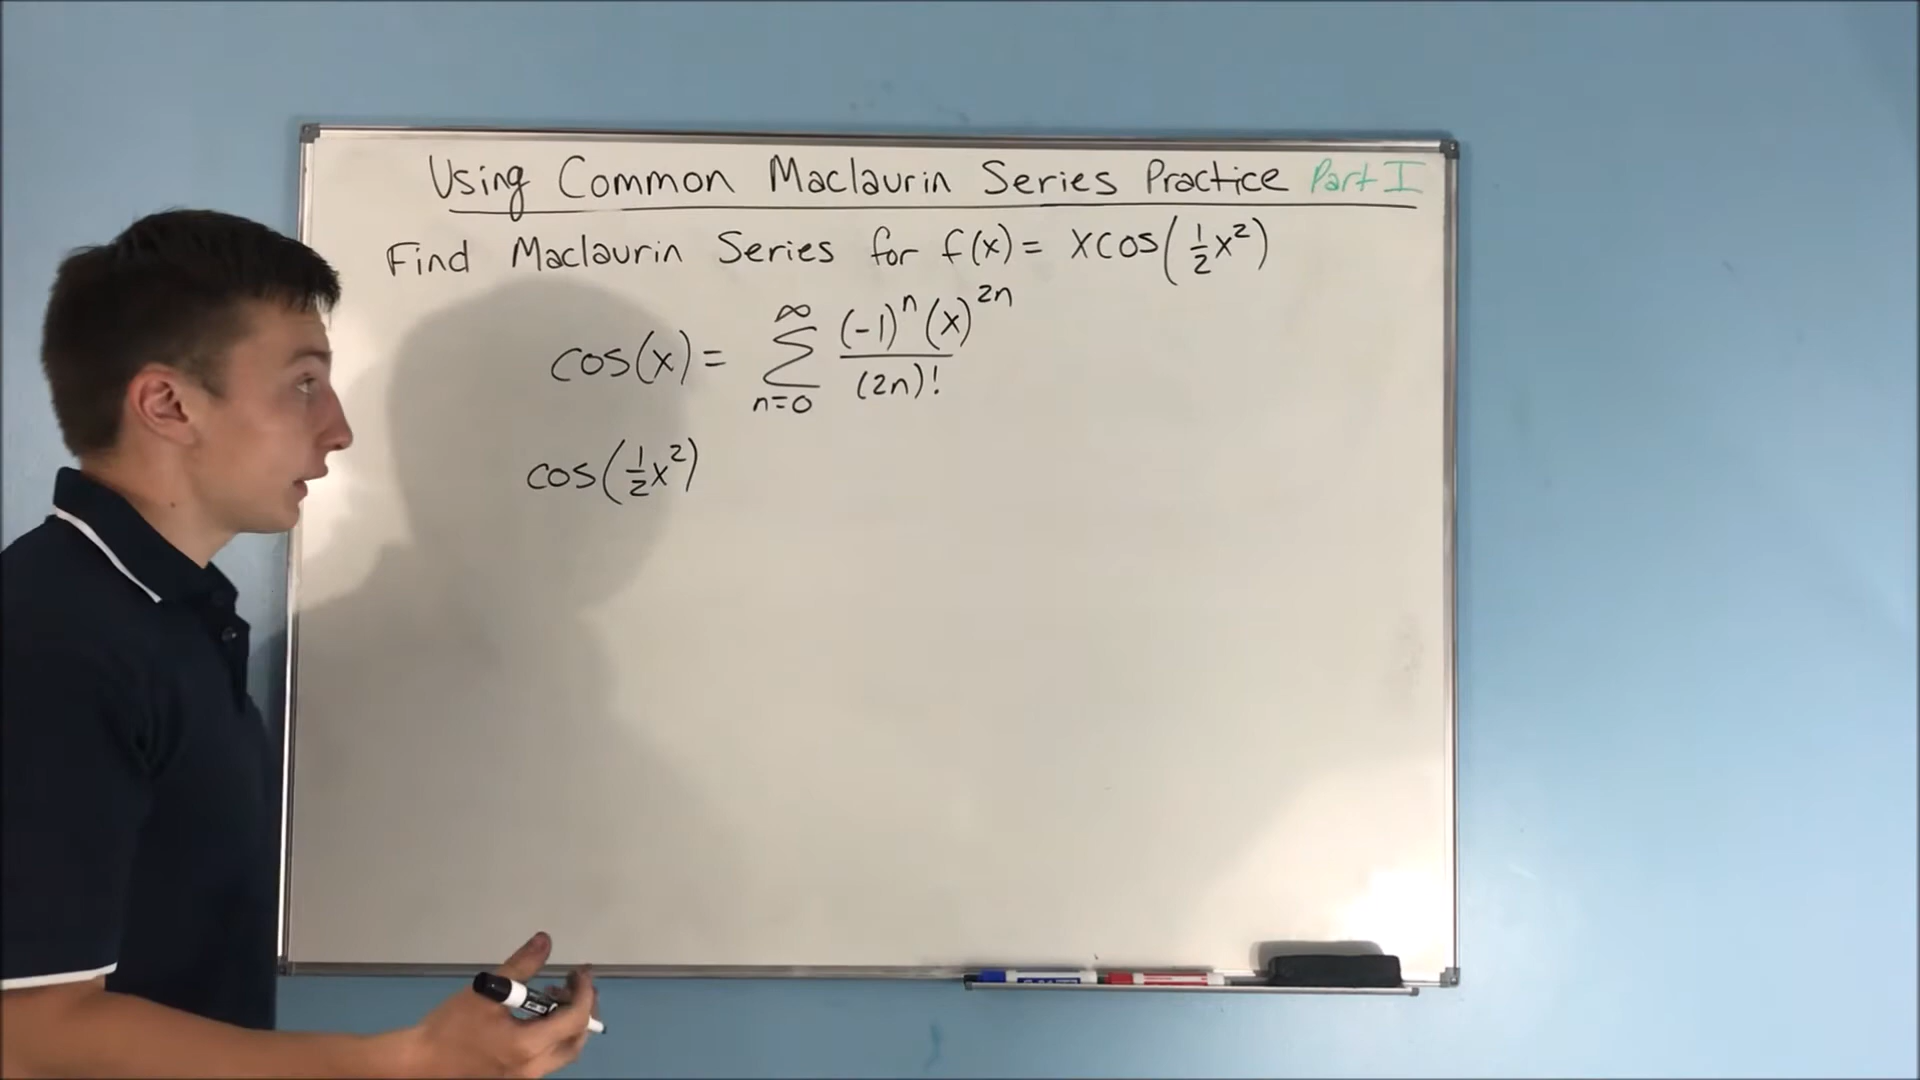 Using Common Maclaurin Series Practice Part I
Find Maclaurin Series for f(x) = xcos(½x²)
cos(x) = ∑_{n=0}^{∞} (-1)^n (x)^{2n} / (2n)!
cos(½x²)